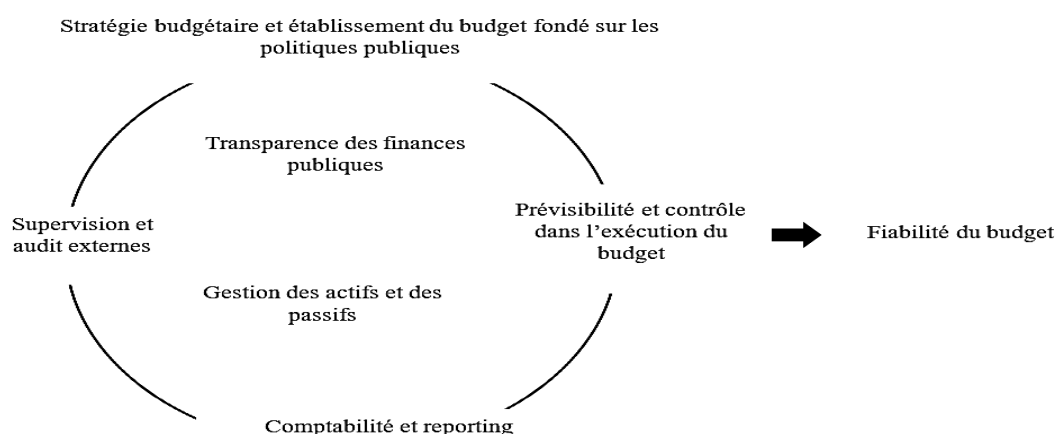 Stratégie budgétaire et établissement du budget fondé sur les
politiques publiques
Transparence des finances
publiques
Supervision et
audit externes
Prévisibilité et contrôle
dans l’exécution du
budget
Fiabilité du budget
Gestion des actifs et des
passifs
Comptabilité et reporting